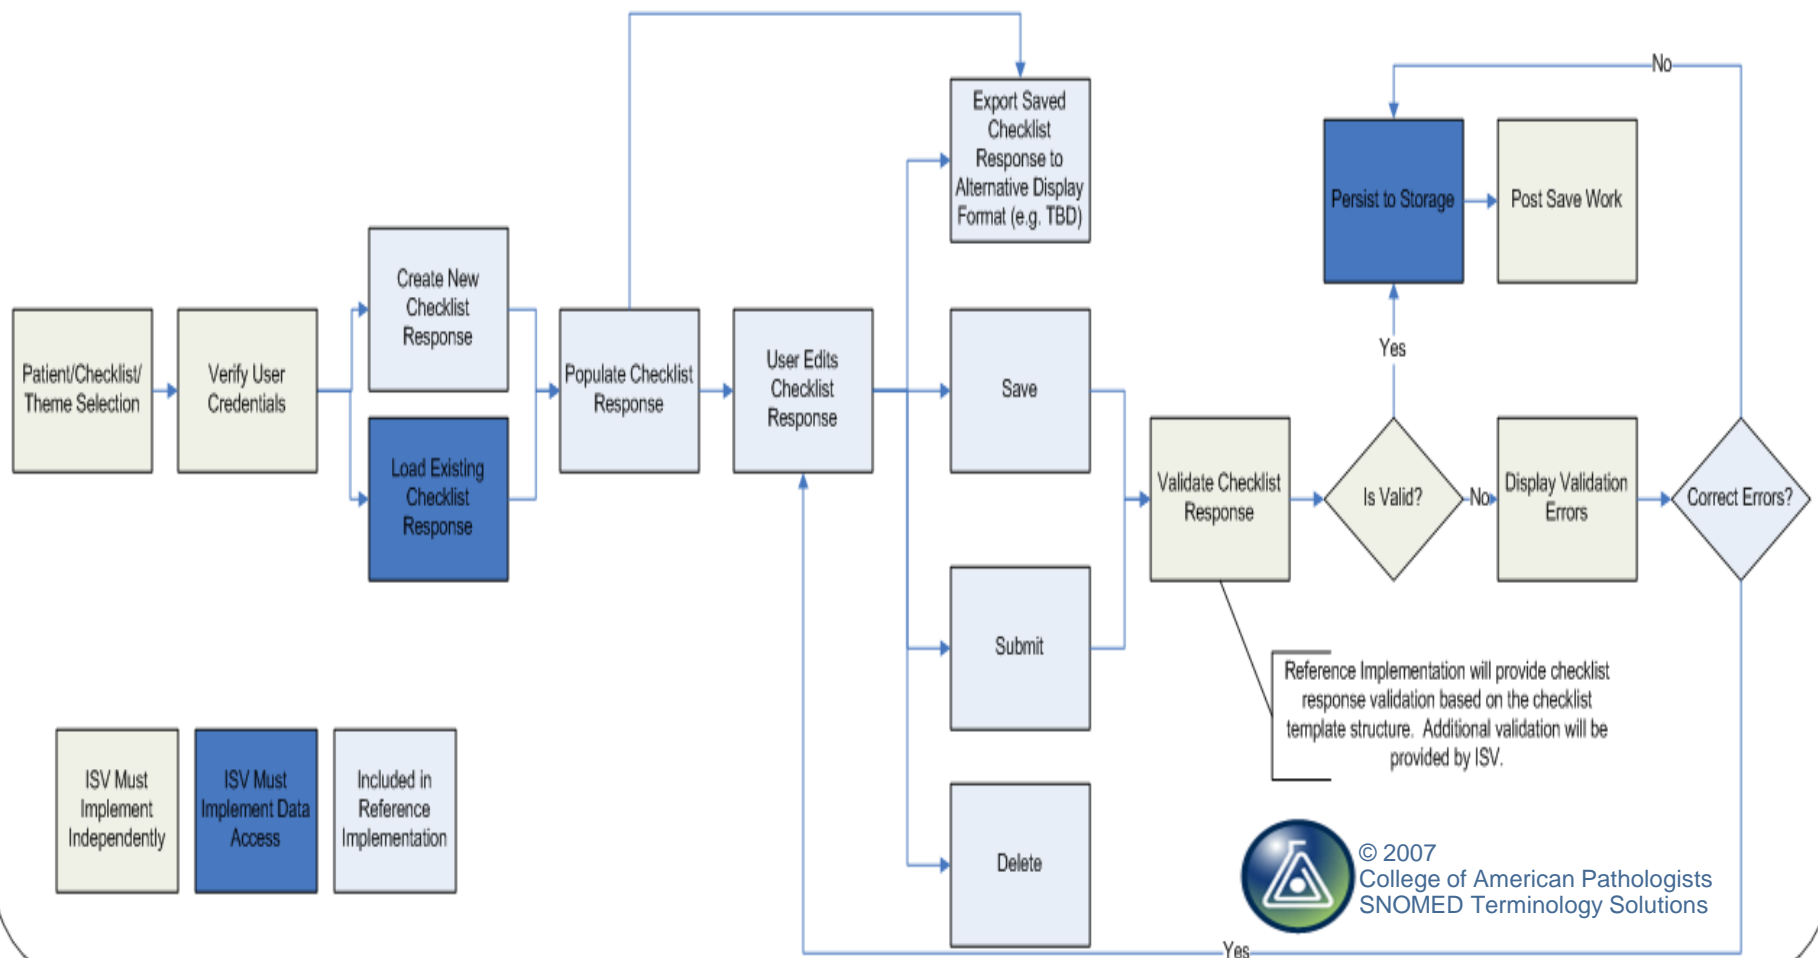 Patient/Checklist/
Theme Selection
Verify User
Credentials
Create New
Checklist
Response
Load Existing
Checklist
Response
Populate Checklist
Response
User Edits
Checklist
Response
Export Saved
Checklist
Response to
Alternative Display
Format (e.g. TBD)
Save
Submit
Delete
Validate Checklist
Response
Is Valid?
Yes
No
Persist to Storage
Post Save Work
Display Validation
Errors
Correct Errors?
No
Yes
Reference Implementation will provide checklist
response validation based on the checklist
template structure. Additional validation will be
provided by ISV.
ISV Must
Implement
Independently
ISV Must
Implement Data
Access
Included in
Reference
Implementation
© 2007
College of American Pathologists
SNOMED Terminology Solutions